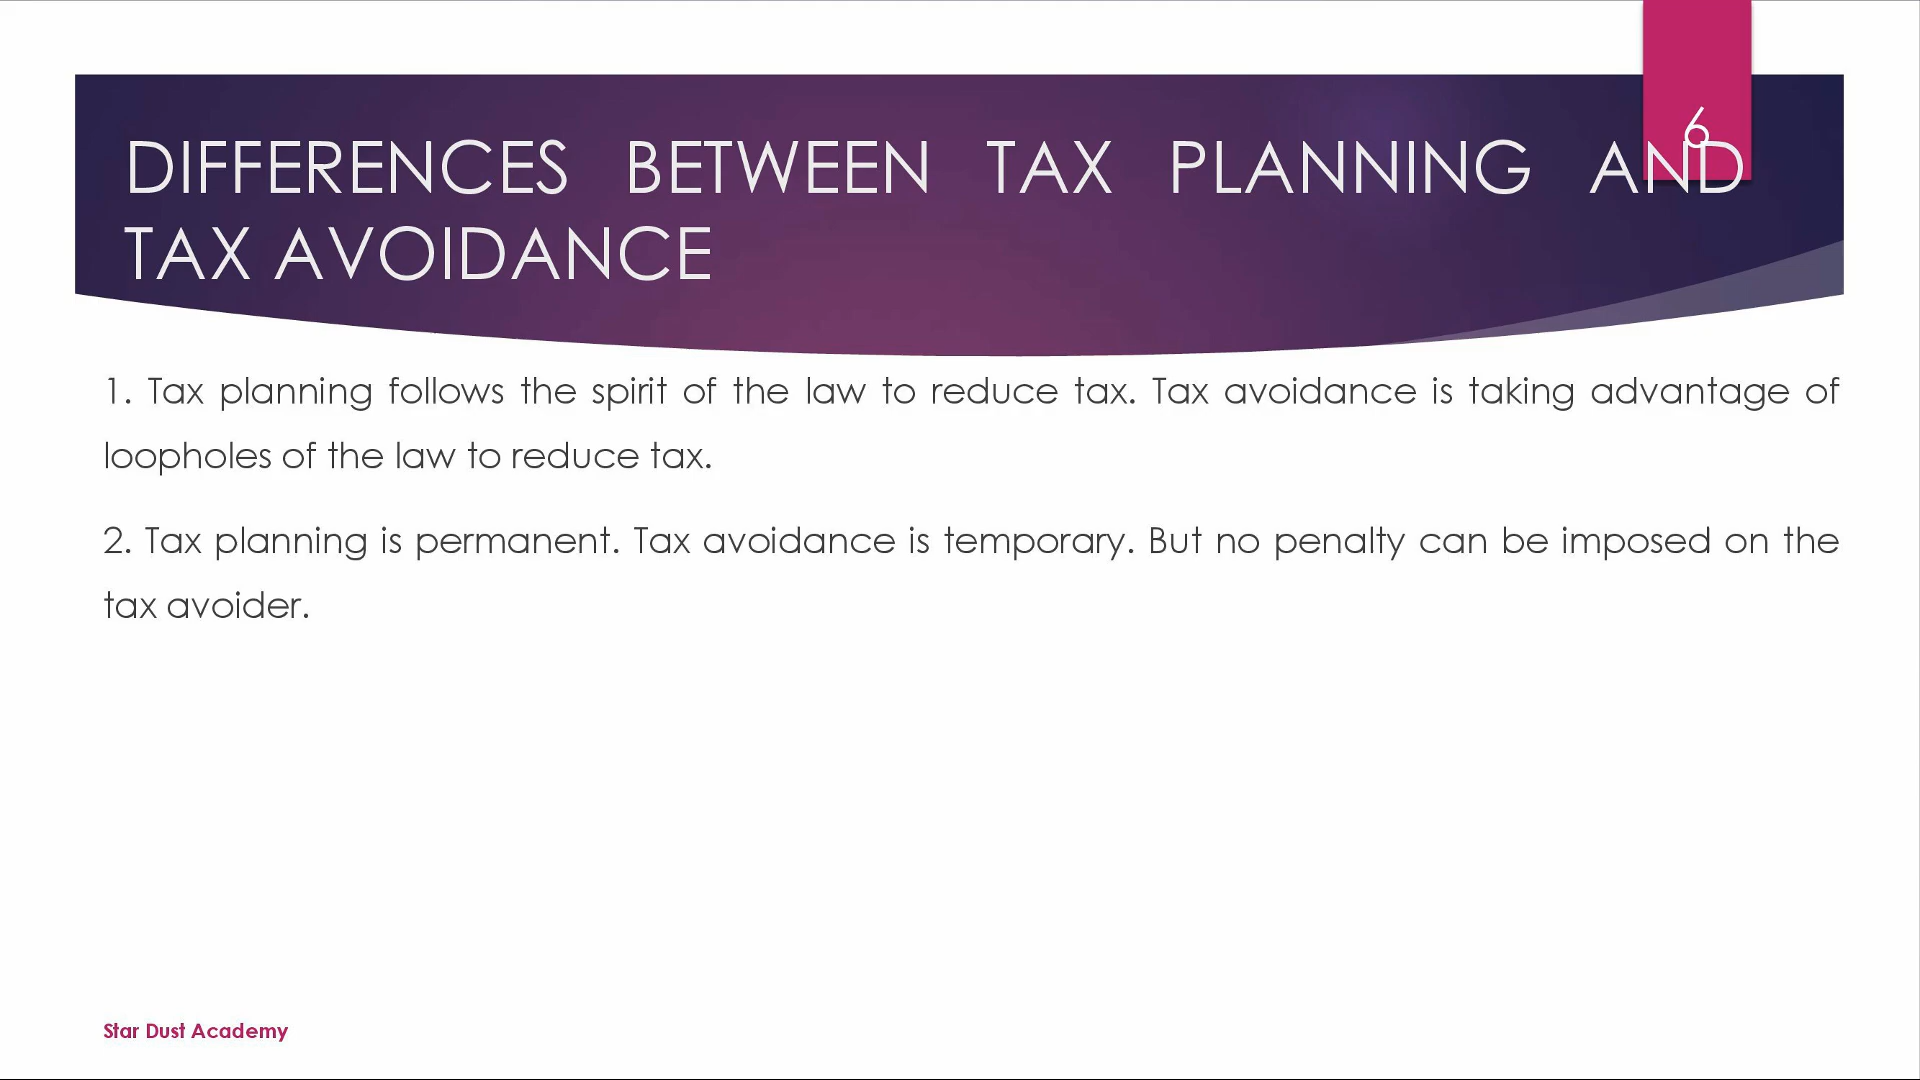 6
DIFFERENCES BETWEEN TAX PLANNING AND
TAX AVOIDANCE
1. Tax planning follows the spirit of the law to reduce tax. Tax avoidance is taking advantage of
loopholes of the law to reduce tax.
2. Tax planning is permanent. Tax avoidance is temporary. But no penalty can be imposed on the
tax avoider.
Star Dust Academy